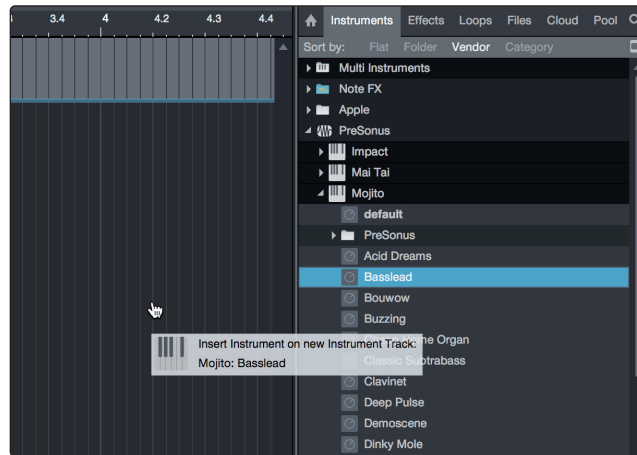 3.4 4 4.2 4.3 4.4
Instruments Effects Loops Files Cloud Pool
Sort by: Flat Folder Vendor Category
Multi Instruments
Note FX
Apple
PreSonus
Impact
Mai Tai
Mojito
default
PreSonus
Acid Dreams
Basslead
Bouwow
Buzzing
Insert Instrument on new Instrument Track:
Home Organ
Mojito: Basslead
Classic Subtrabass
Clavinet
Deep Pulse
Demoscene
Dinky Mole